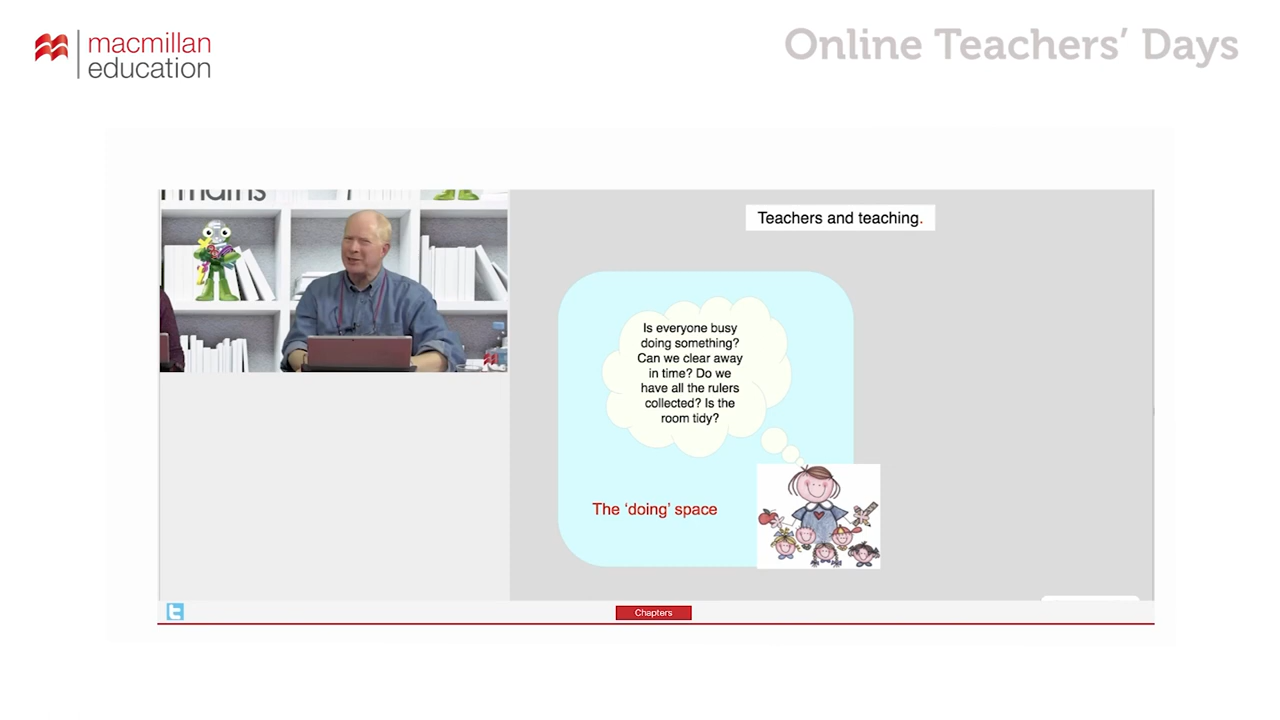 macmillan
education
Online Teachers’ Days
maths
Teachers and teaching.
Is everyone busy
doing something?
Can we clear away
in time? Do we
have all the rulers
collected? Is the
room tidy?
The ‘doing’ space
Chapters